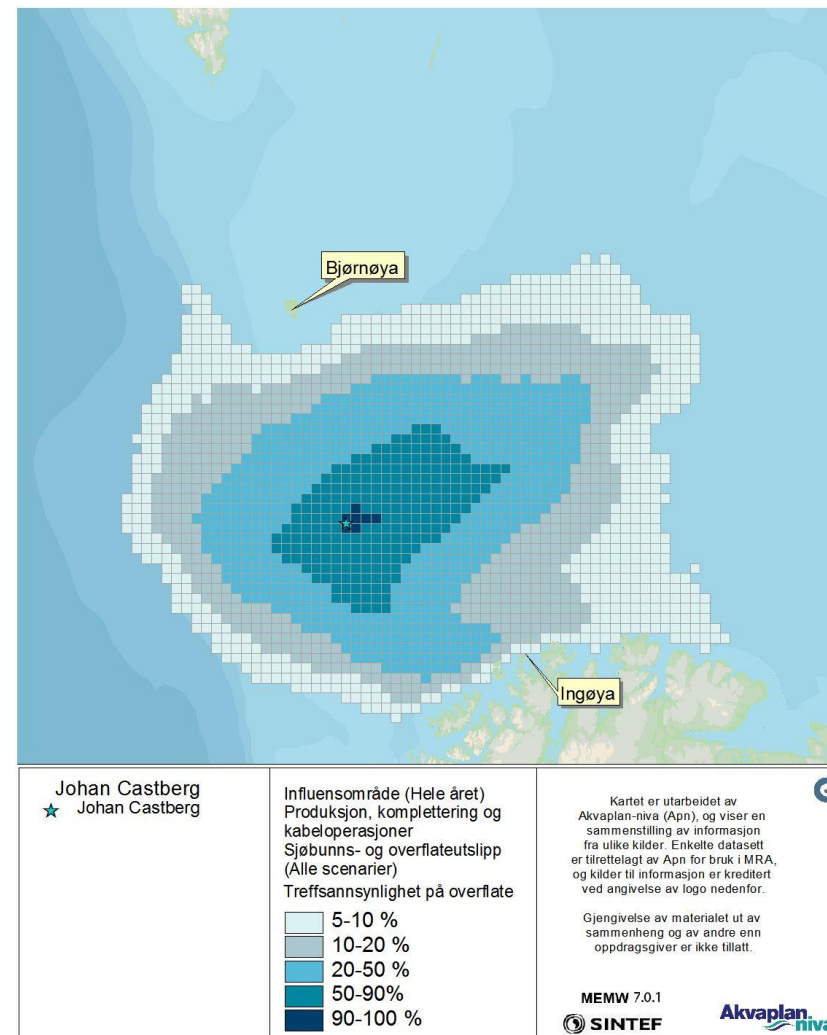 Bjørnøya
Ingøya
Johan Castberg
Johan Castberg
Influensområde (Hele året)
Produksjon, komplettering og
kabeloperasjoner
Sjøbunns- og overflateutslipp
(Alle scenarier)
Treffsannsynlighet på overflate
5-10 %
10-20 %
20-50 %
50-90%
90-100 %
Kartet er utarbeidet av
Akvaplan-niva (Apn), og viser en
sammenstilling av informasjon
fra ulike kilder. Enkelte datasett
er tilrettelagt av Apn for bruk i MRA,
og kilder til informasjon er kreditert
ved angivelse av logo nedenfor.
Gjengivelse av materialet ut av
sammenheng og av andre enn
oppdragsgiver er ikke tillatt.
MEMW 7.0.1
SINTEF
Akvaplan.
niva